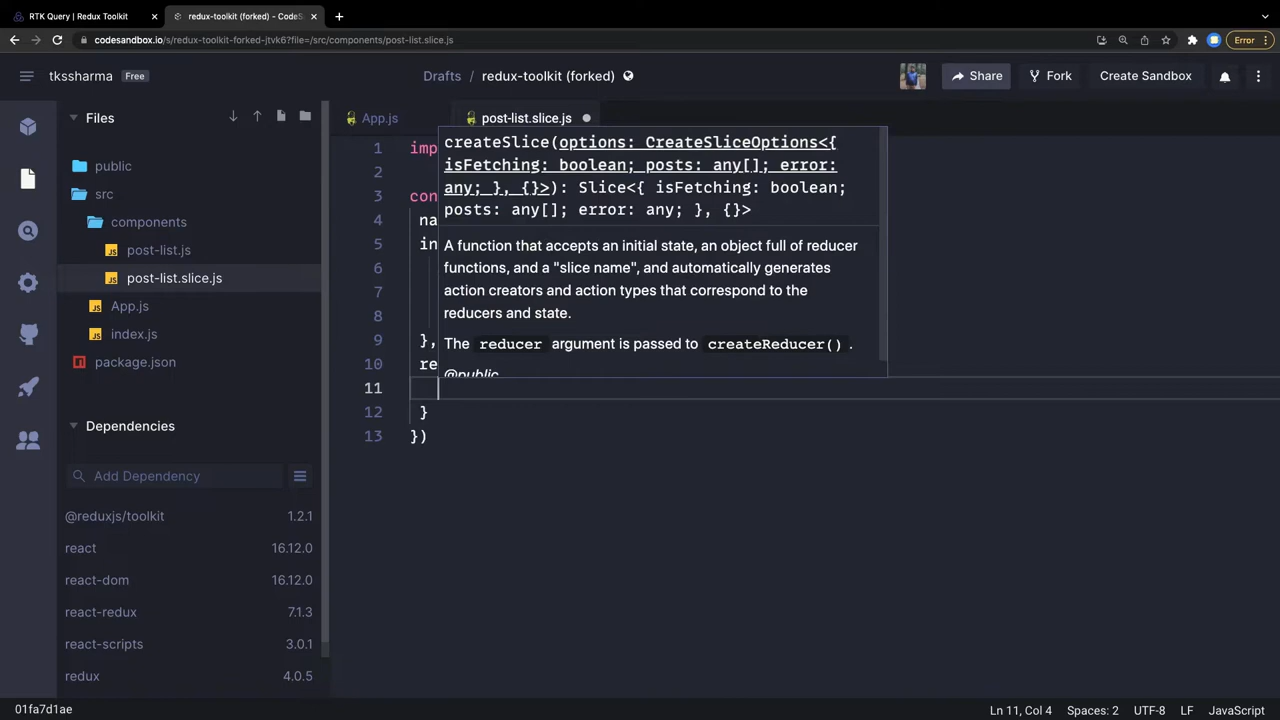 RTK Query | Redux Toolkit
redux-toolkit (forked) - CodeS
codesandbox.io/s/redux-toolkit-forked-jtvk6?file=/src/components/post-list.slice.js
Error
tkssharma Free
Drafts / redux-toolkit (forked)
Share
Fork
Create Sandbox
Files
public
src
components
post-list.js
post-list.slice.js
App.js
index.js
package.json
Dependencies
Add Dependency
@reduxjs/toolkit 1.2.1
react 16.12.0
react-dom 16.12.0
react-redux 7.1.3
react-scripts 3.0.1
redux 4.0.5
App.js
post-list.slice.js
1 imp
2
3 con
4 na
5 in
6
7
8
9 },
10 re
11
12 }
13 })
createSlice(options: CreateSliceOptions<{
isFetching: boolean; posts: any[]; error:
any; }, {}>): Slice<{ isFetching: boolean;
posts: any[]; error: any; }, {}>
A function that accepts an initial state, an object full of reducer
functions, and a "slice name", and automatically generates
action creators and action types that correspond to the
reducers and state.
The reducer argument is passed to createReducer() .
@public
01fa7d1ae
Ln 11, Col 4 Spaces: 2 UTF-8 LF JavaScript